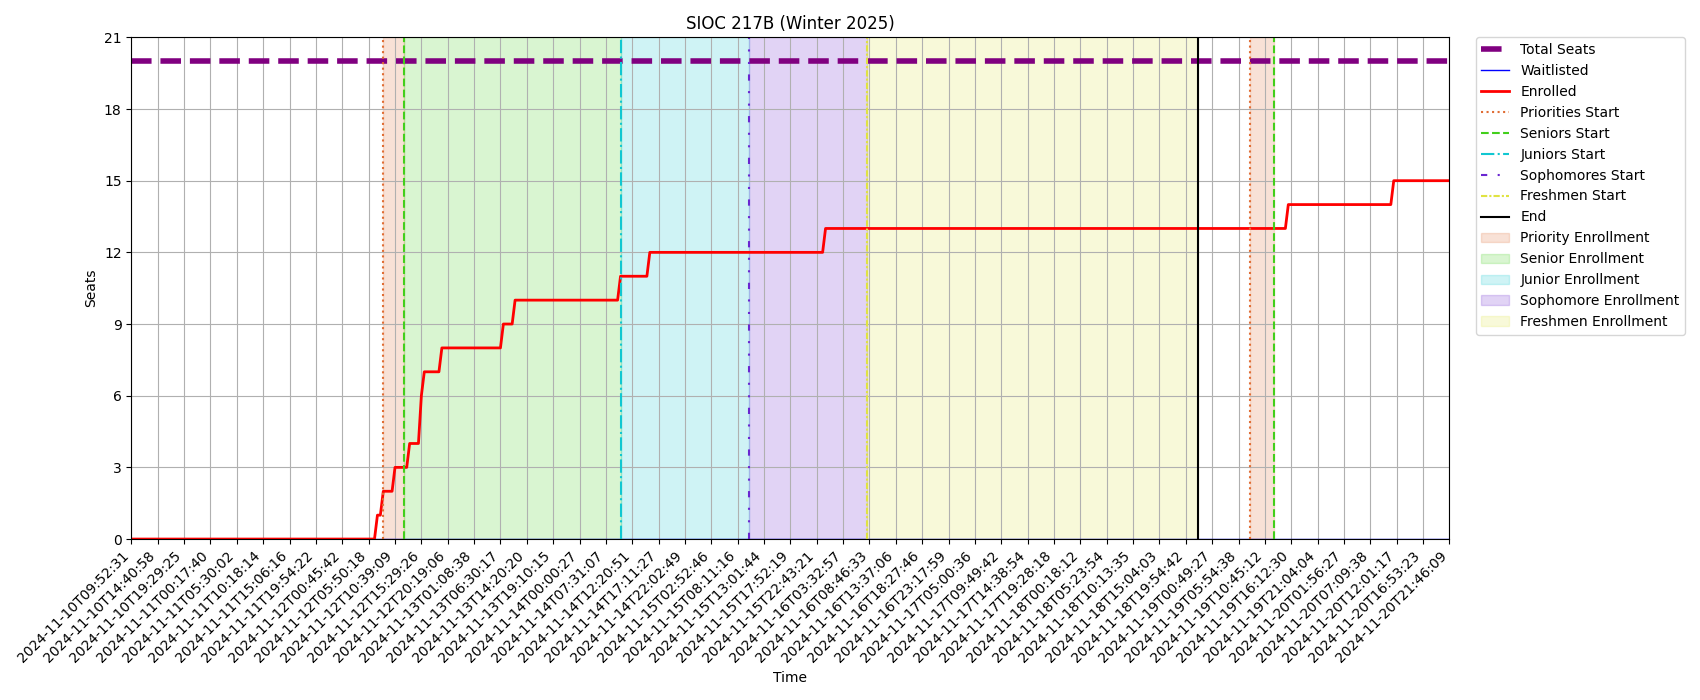 SIOC 217B (Winter 2025)
21
18
15
12
9
6
3
0
Seats
2024-11-10T09:52:31
2024-11-10T14:40:58
2024-11-10T19:29:25
2024-11-11T00:17:40
2024-11-11T05:30:02
2024-11-11T10:18:14
2024-11-11T15:06:16
2024-11-11T19:54:22
2024-11-12T00:45:42
2024-11-12T05:50:18
2024-11-12T10:39:09
2024-11-12T15:29:26
2024-11-12T20:19:06
2024-11-13T01:08:38
2024-11-13T06:30:17
2024-11-13T14:20:20
2024-11-13T19:10:15
2024-11-14T00:00:27
2024-11-14T07:31:07
2024-11-14T12:20:51
2024-11-14T17:11:27
2024-11-14T22:02:49
2024-11-15T02:52:46
2024-11-15T08:11:16
2024-11-15T13:01:44
2024-11-15T17:52:19
2024-11-15T22:43:21
2024-11-16T03:32:57
2024-11-16T08:46:33
2024-11-16T13:37:06
2024-11-16T18:27:46
2024-11-16T23:17:59
2024-11-17T05:00:36
2024-11-17T09:49:42
2024-11-17T14:38:54
2024-11-17T19:28:18
2024-11-18T00:18:12
2024-11-18T05:23:54
2024-11-18T10:13:35
2024-11-18T15:04:03
2024-11-18T19:54:42
2024-11-19T00:49:27
2024-11-19T05:54:38
2024-11-19T10:45:12
2024-11-19T16:12:30
2024-11-19T21:04:04
2024-11-20T01:56:27
2024-11-20T07:09:38
2024-11-20T12:01:17
2024-11-20T16:53:23
2024-11-20T21:46:09
Time
Total Seats
Waitlisted
Enrolled
Priorities Start
Seniors Start
Juniors Start
Sophomores Start
Freshmen Start
End
Priority Enrollment
Senior Enrollment
Junior Enrollment
Sophomore Enrollment
Freshmen Enrollment